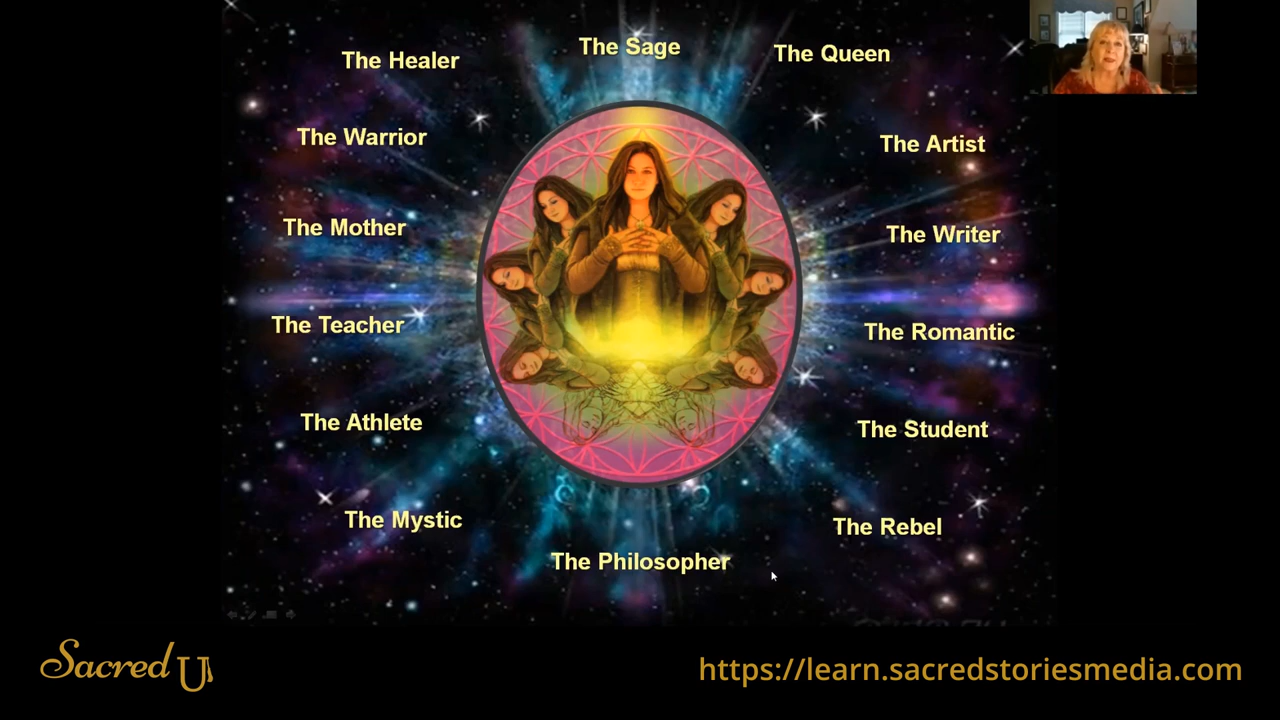 The Sage
The Healer
The Queen
The Warrior
The Artist
The Mother
The Writer
The Teacher
The Romantic
The Athlete
The Student
The Mystic
The Rebel
The Philosopher
Sacred U
https://learn.sacredstoriesmedia.com